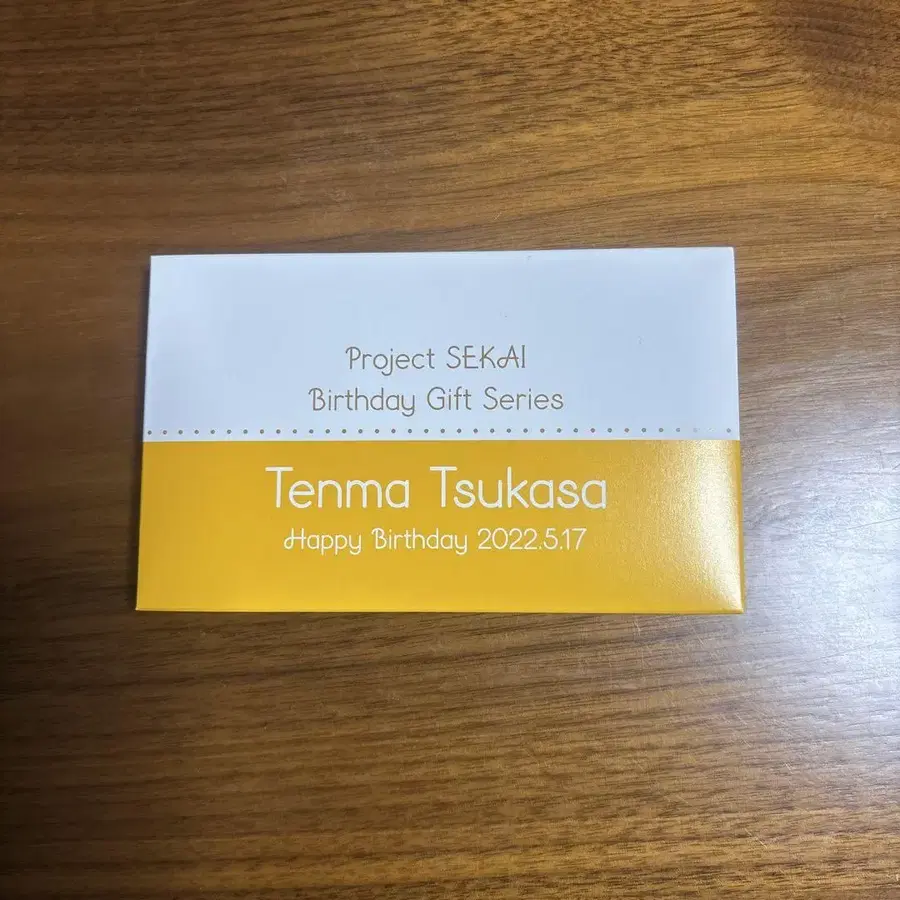 Project SEKAI
Birthday Gift Series
Tenma Tsukasa
Happy Birthday 2022.5.17